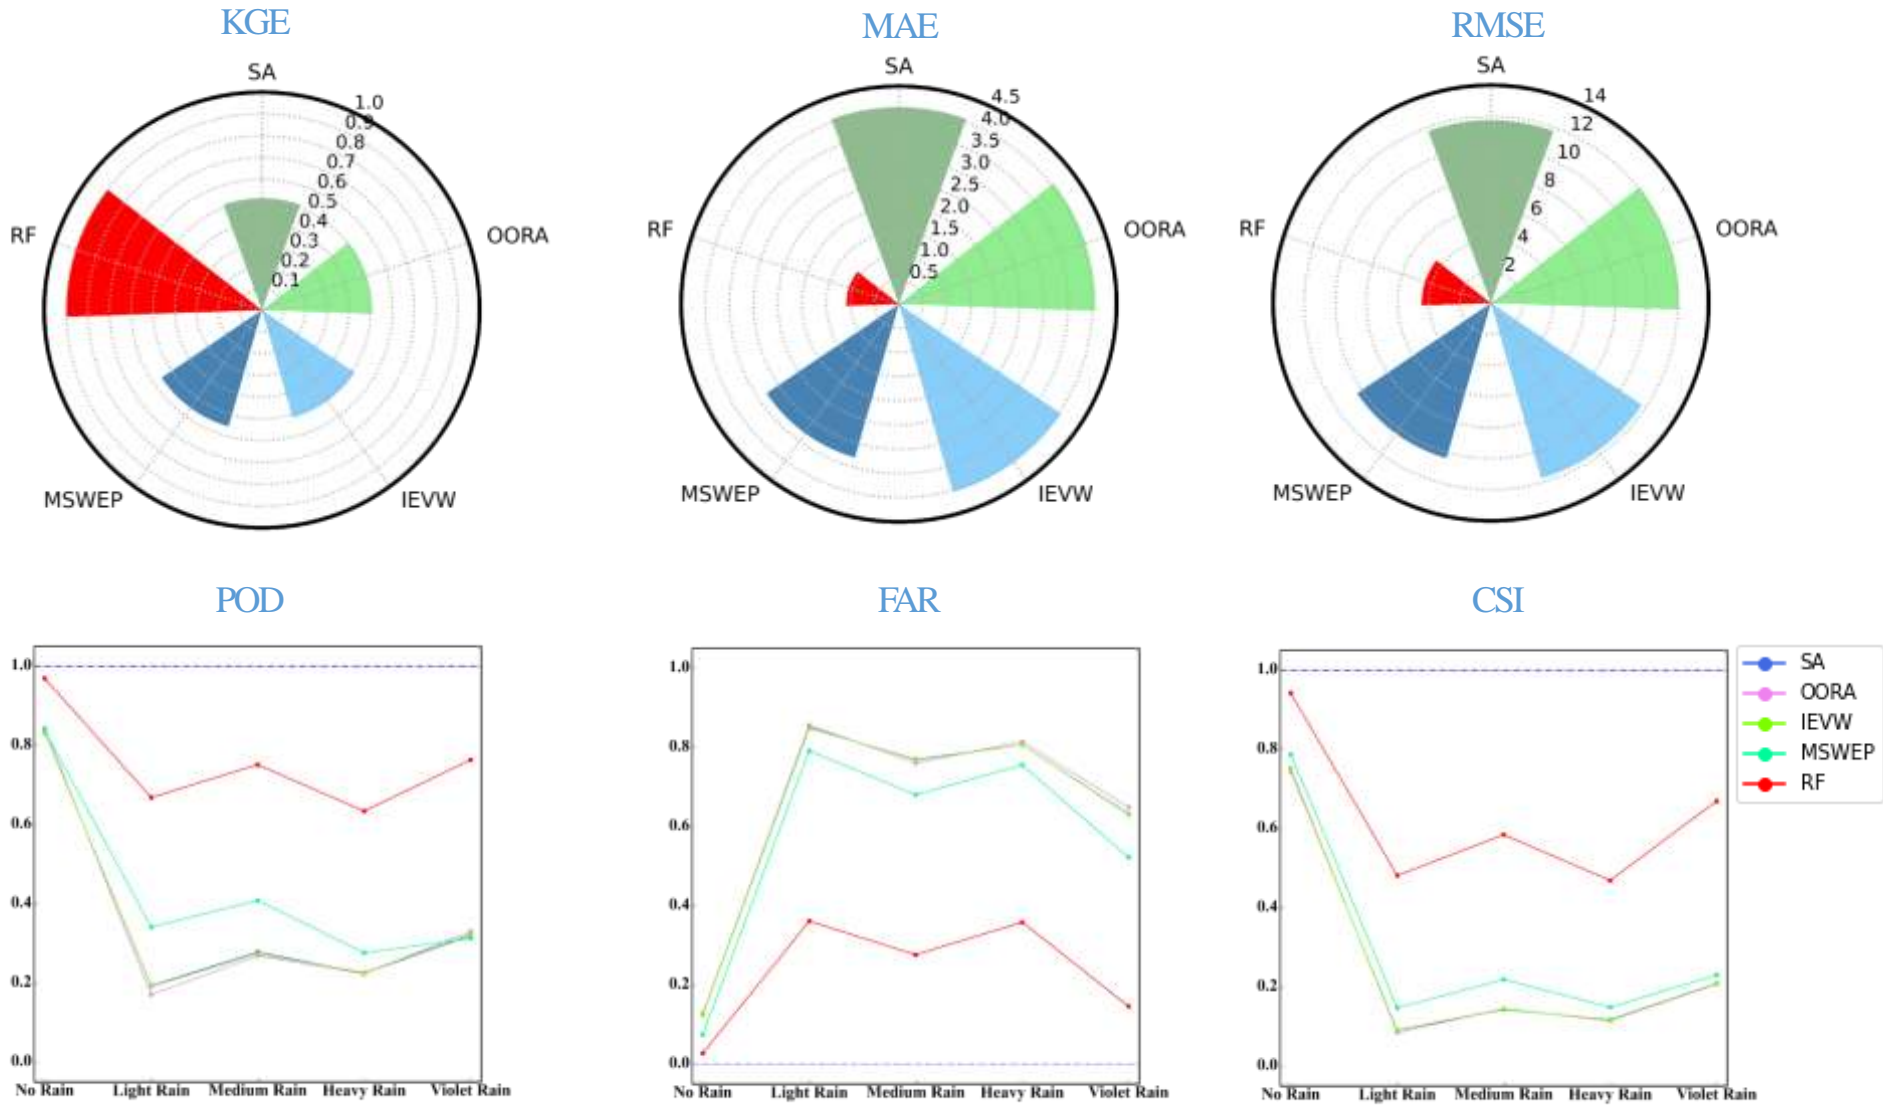 KGE
SA
1.0
0.9
0.8
0.7
0.6
0.5
0.4
0.3
0.2
0.1
RF
OORA
MSWEP
IEVW
MAE
SA
4.5
4.0
3.5
3.0
2.5
2.0
1.5
1.0
0.5
RF
OORA
MSWEP
IEVW
RMSE
SA
14
12
10
8
6
4
2
RF
OORA
MSWEP
IEVW
POD
1.0
0.8
0.6
0.4
0.2
0.0
No Rain Light Rain Medium Rain Heavy Rain Violet Rain
FAR
1.0
0.8
0.6
0.4
0.2
0.0
No Rain Light Rain Medium Rain Heavy Rain Violet Rain
CSI
1.0
0.8
0.6
0.4
0.2
0.0
No Rain Light Rain Medium Rain Heavy Rain Violet Rain
SA
OORA
IEVW
MSWEP
RF